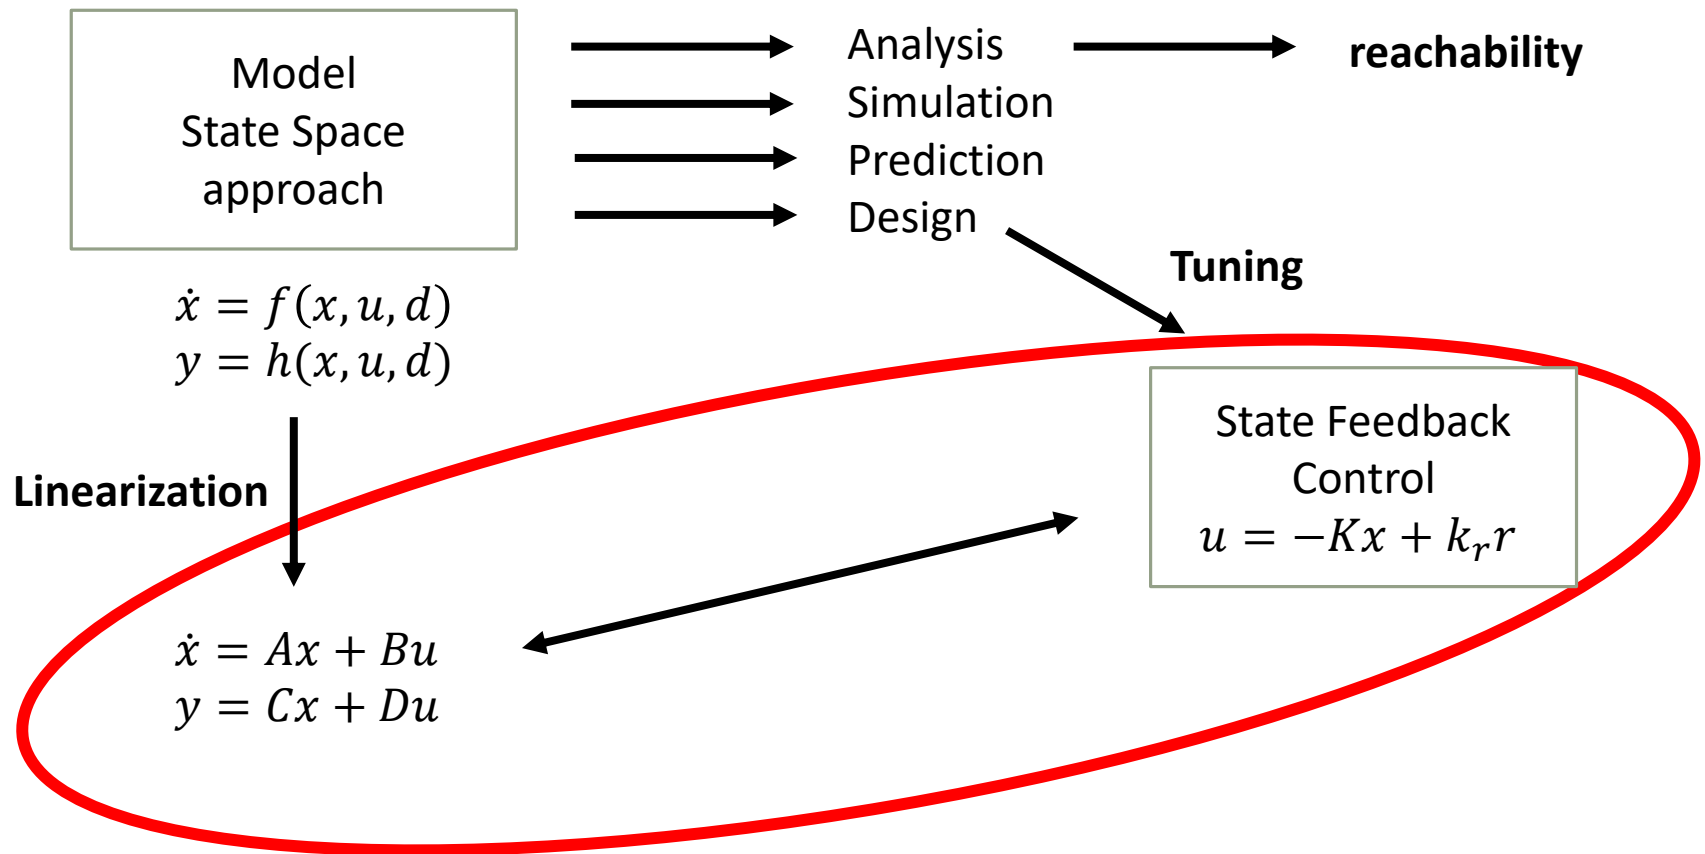 Model
State Space
approach
Analysis
reachability
Simulation
Prediction
Design
Tuning
ẋ = f(x, u, d)
y = h(x, u, d)
Linearization
State Feedback
Control
u = −Kx + kᵣr
ẋ = Ax + Bu
y = Cx + Du